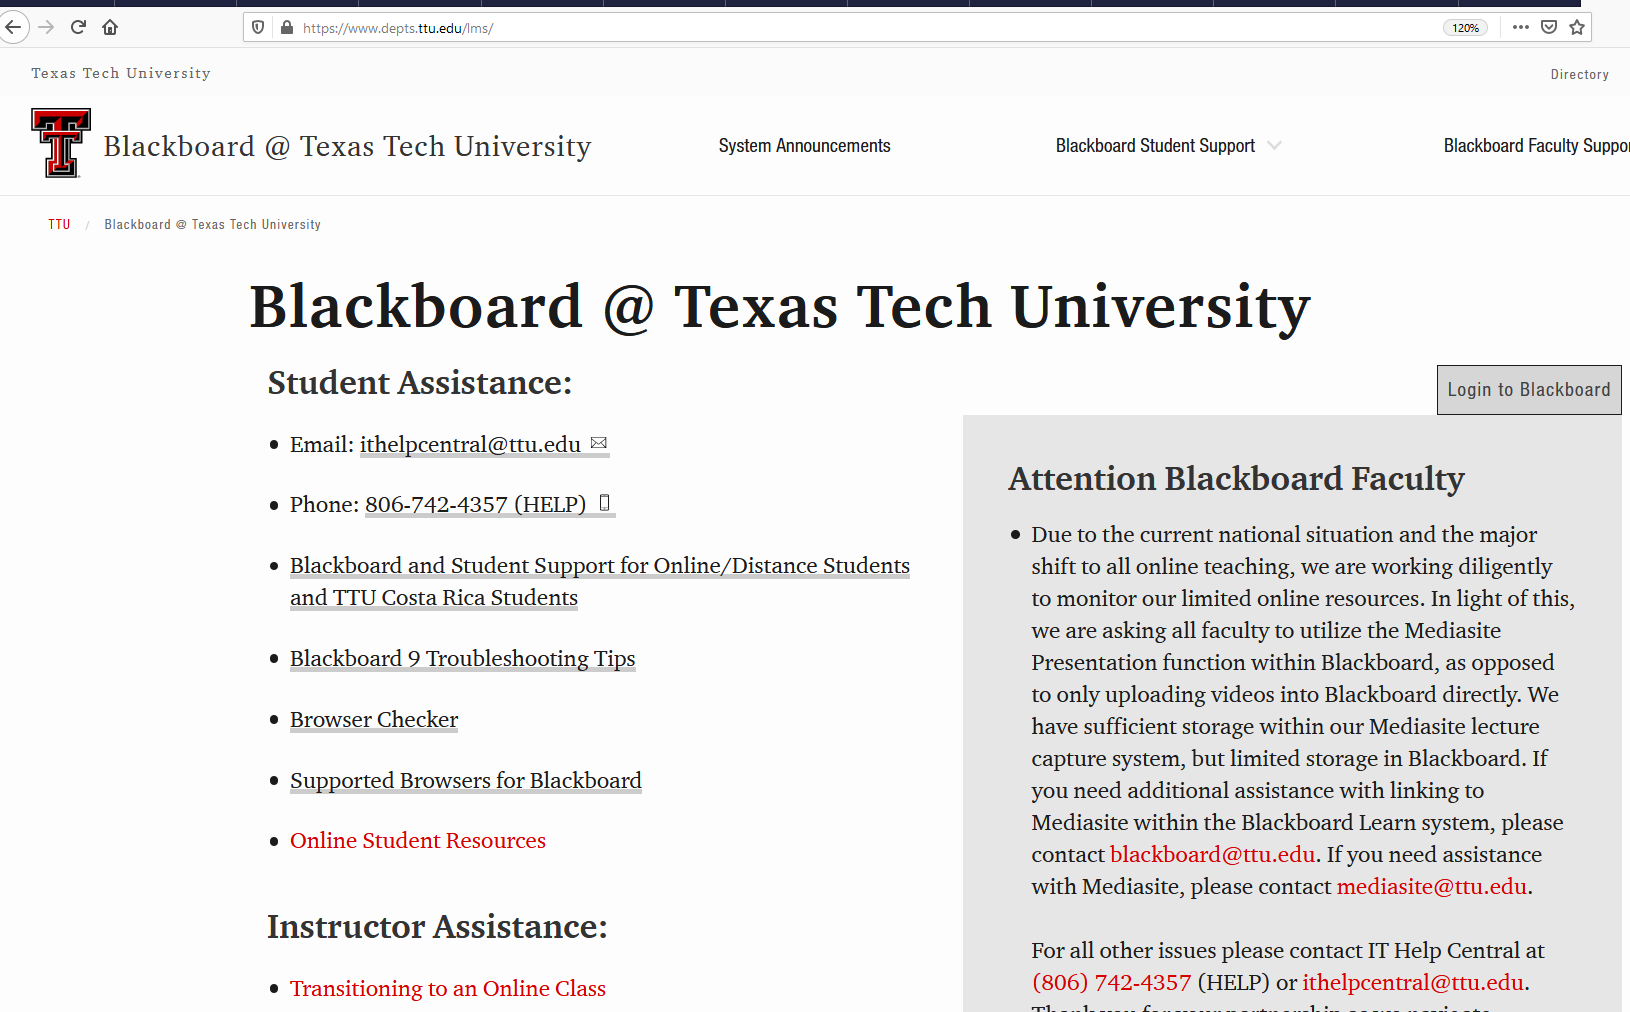 https://www.depts.ttu.edu/lms/
120%
Texas Tech University
Directory
Blackboard @ Texas Tech University
System Announcements
Blackboard Student Support
Blackboard Faculty Suppor
TTU / Blackboard @ Texas Tech University
Blackboard @ Texas Tech University
Student Assistance:
• Email: ithelpcentral@ttu.edu
• Phone: 806-742-4357 (HELP)
• Blackboard and Student Support for Online/Distance Students
and TTU Costa Rica Students
• Blackboard 9 Troubleshooting Tips
• Browser Checker
• Supported Browsers for Blackboard
• Online Student Resources
Instructor Assistance:
• Transitioning to an Online Class
Login to Blackboard
Attention Blackboard Faculty
• Due to the current national situation and the major
shift to all online teaching, we are working diligently
to monitor our limited online resources. In light of this,
we are asking all faculty to utilize the Mediasite
Presentation function within Blackboard, as opposed
to only uploading videos into Blackboard directly. We
have sufficient storage within our Mediasite lecture
capture system, but limited storage in Blackboard. If
you need additional assistance with linking to
Mediasite within the Blackboard Learn system, please
contact blackboard@ttu.edu. If you need assistance
with Mediasite, please contact mediasite@ttu.edu.
For all other issues please contact IT Help Central at
(806) 742-4357 (HELP) or ithelpcentral@ttu.edu.